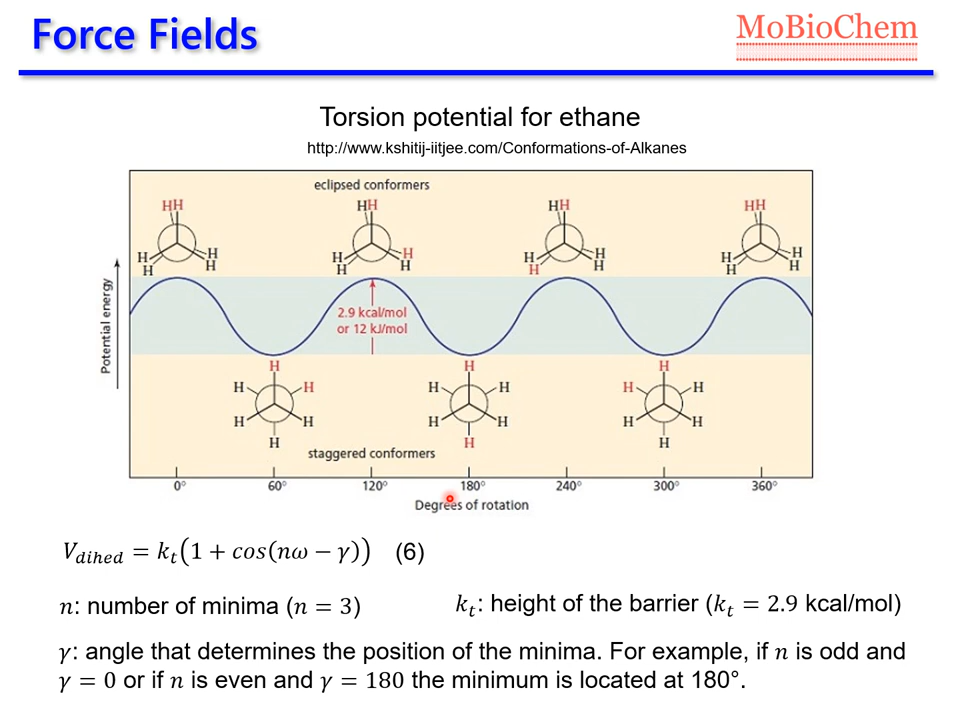 Force Fields
MoBioChem
Torsion potential for ethane
http://www.kshitij-iitjee.com/Conformations-of-Alkanes
eclipsed conformers
HH HH HH HH
H H H H H H H H
H H H H H H H H
Potential energy
2.9 kcal/mol
or 12 kJ/mol
H H H
H H H H H H
H H H H H H
H H H
staggered conformers
0° 60° 120° 180° 240° 300° 360°
Degrees of rotation
V_dihed = k_t(1 + cos(nω − γ)) (6)
n: number of minima (n = 3)
k_t: height of the barrier (k_t = 2.9 kcal/mol)
γ: angle that determines the position of the minima. For example, if n is odd and
γ = 0 or if n is even and γ = 180 the minimum is located at 180°.